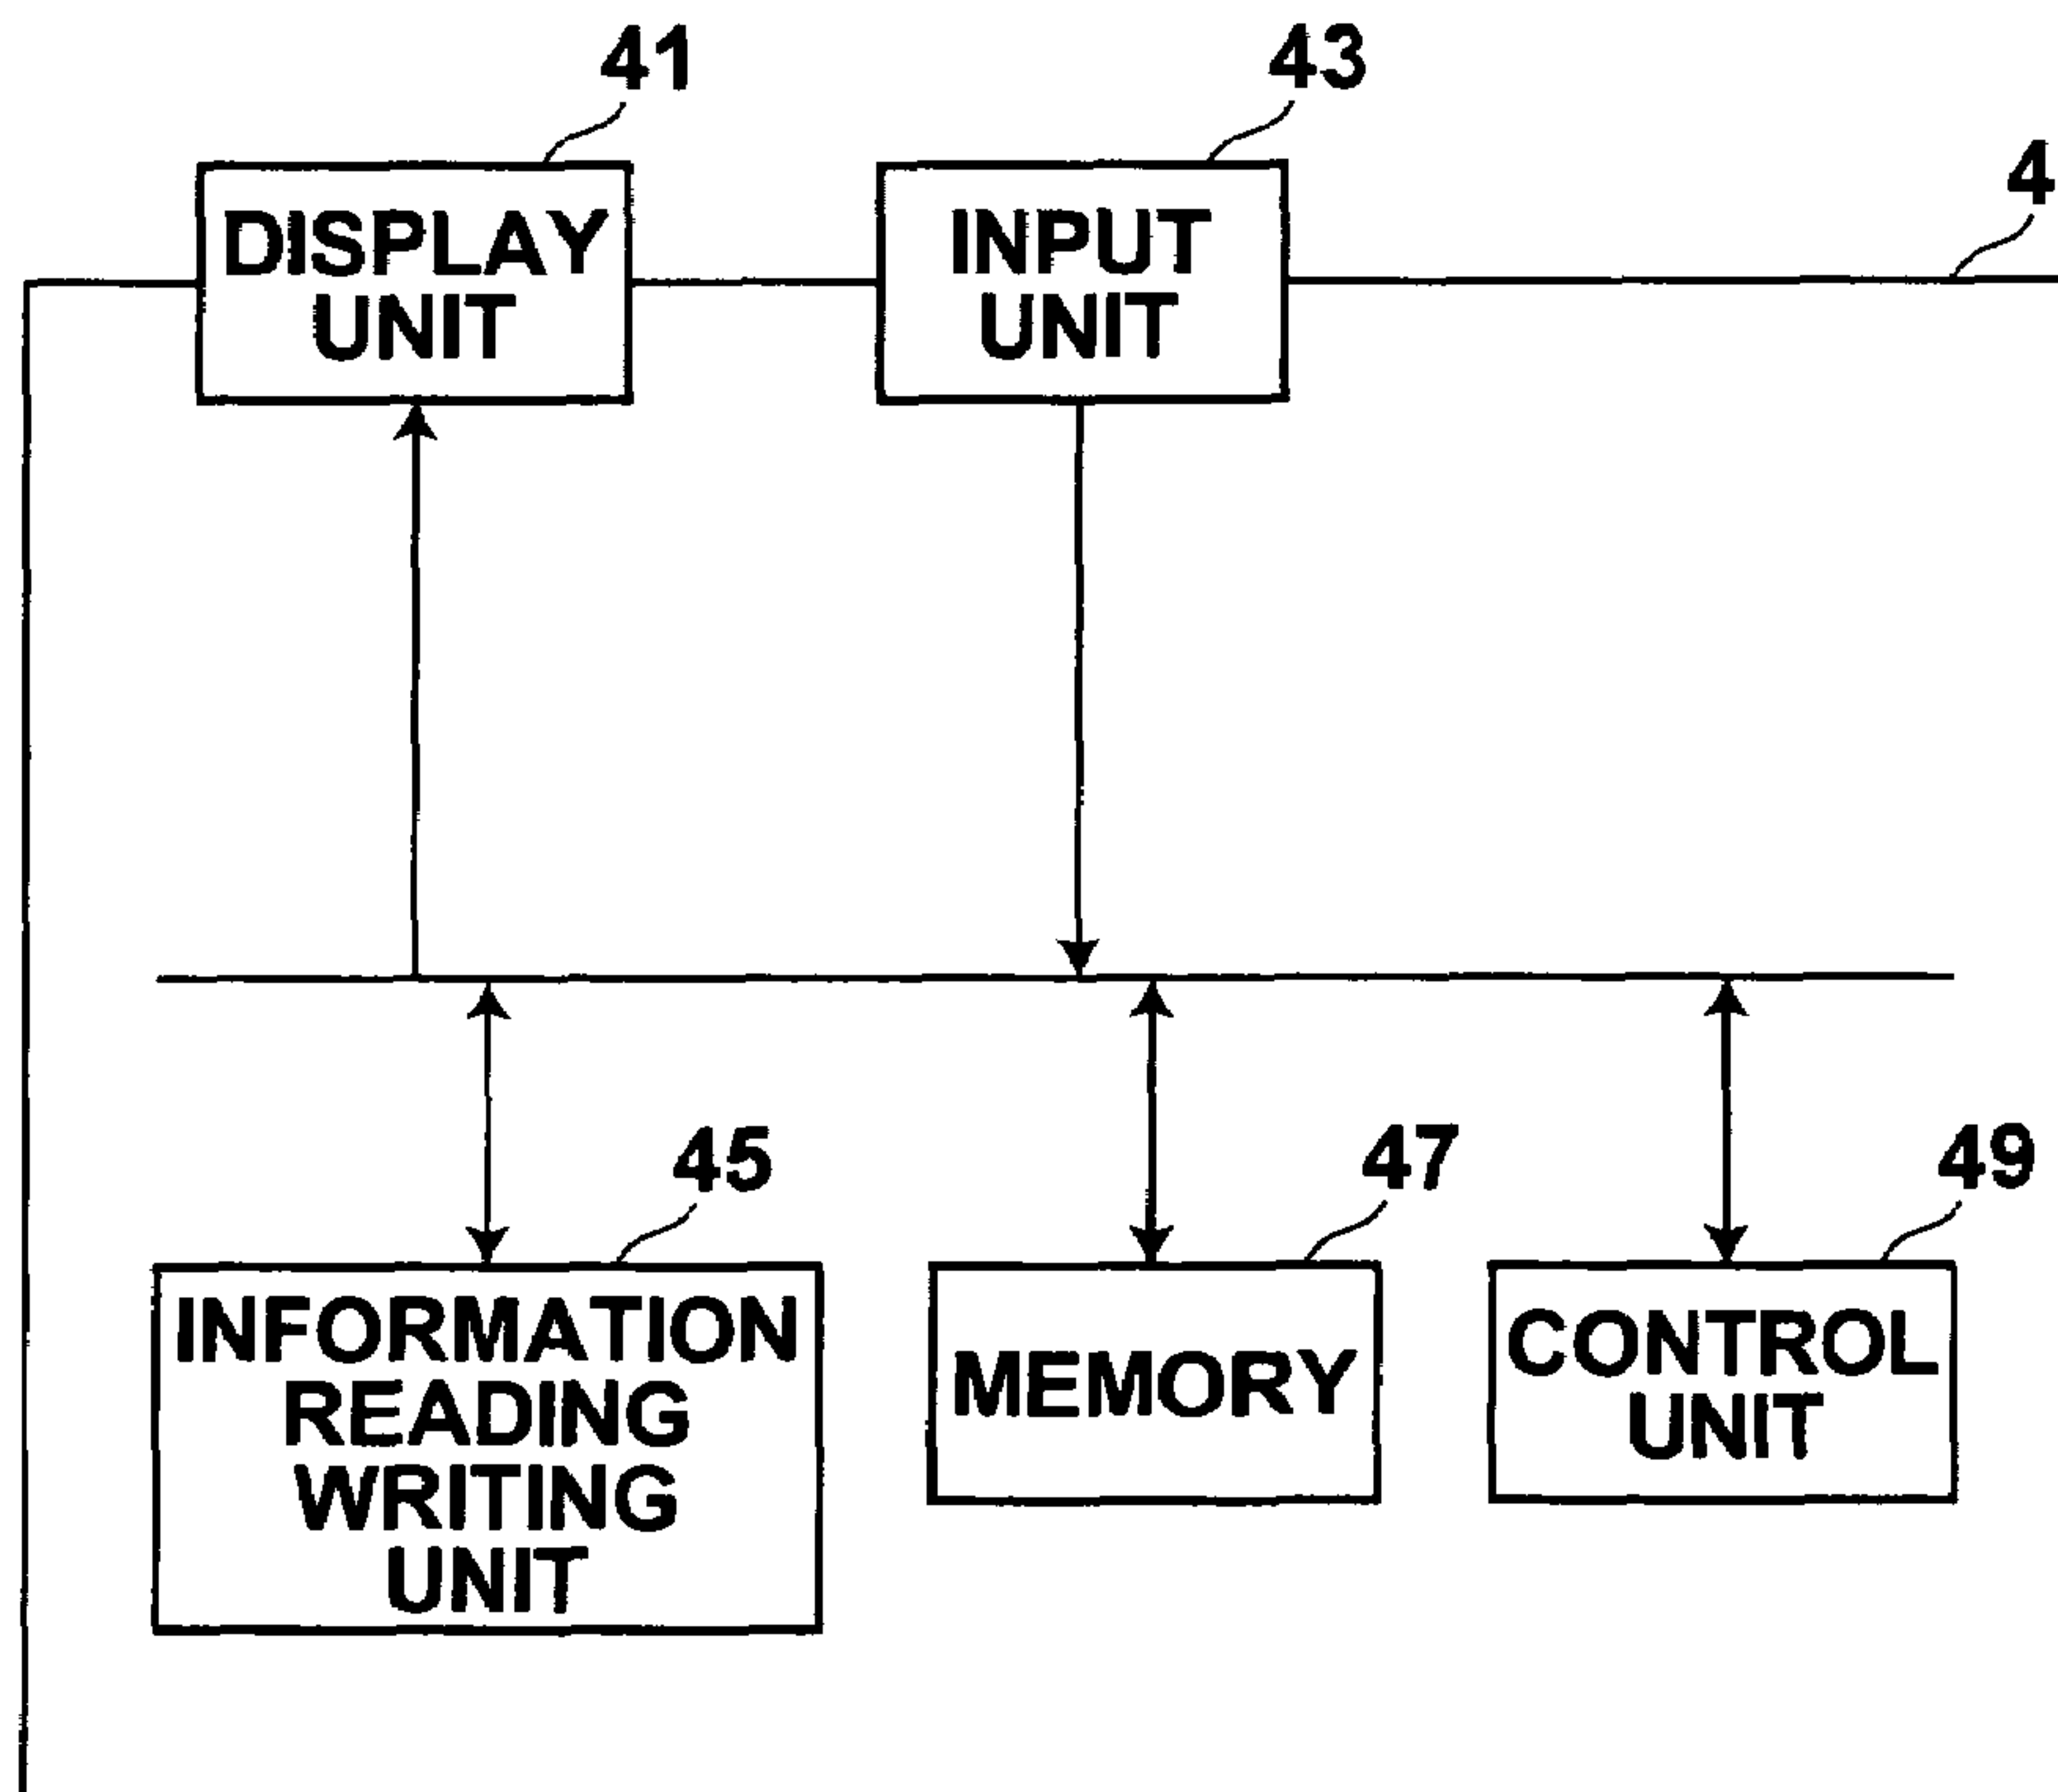 41
43
4
DISPLAY
UNIT
INPUT
UNIT
45
47
49
INFORMATION
READING
WRITING
UNIT
MEMORY
CONTROL
UNIT